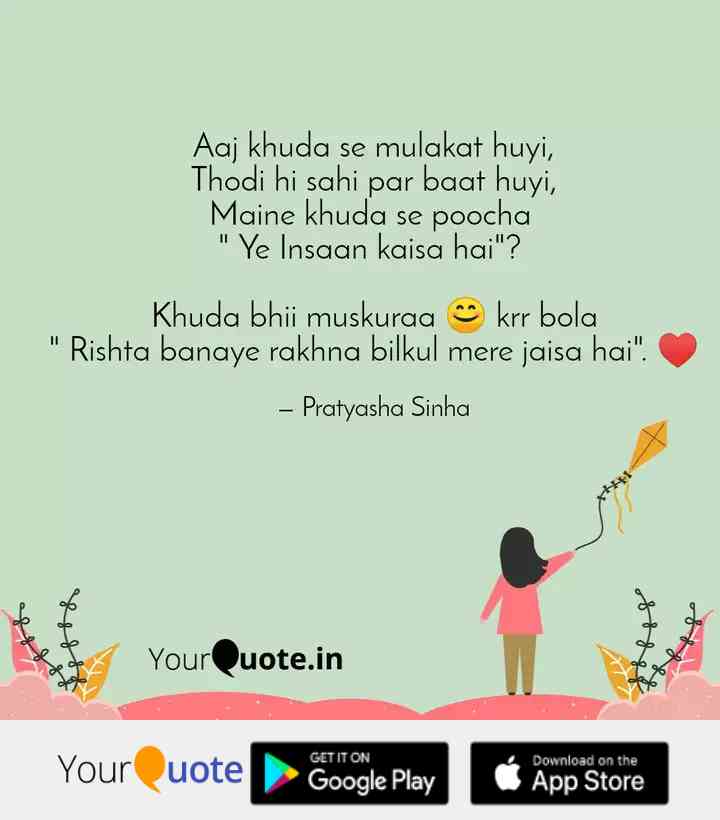 Aaj khuda se mulakat huyi,
Thodi hi sahi par baat huyi,
Maine khuda se poocha
" Ye Insaan kaisa hai"?
Khuda bhii muskuraa 😊 krr bola
" Rishta banaye rakhna bilkul mere jaisa hai". ♥️
– Pratyasha Sinha
YourQuote.in
YourQuote
GET IT ON
Google Play
Download on the
App Store